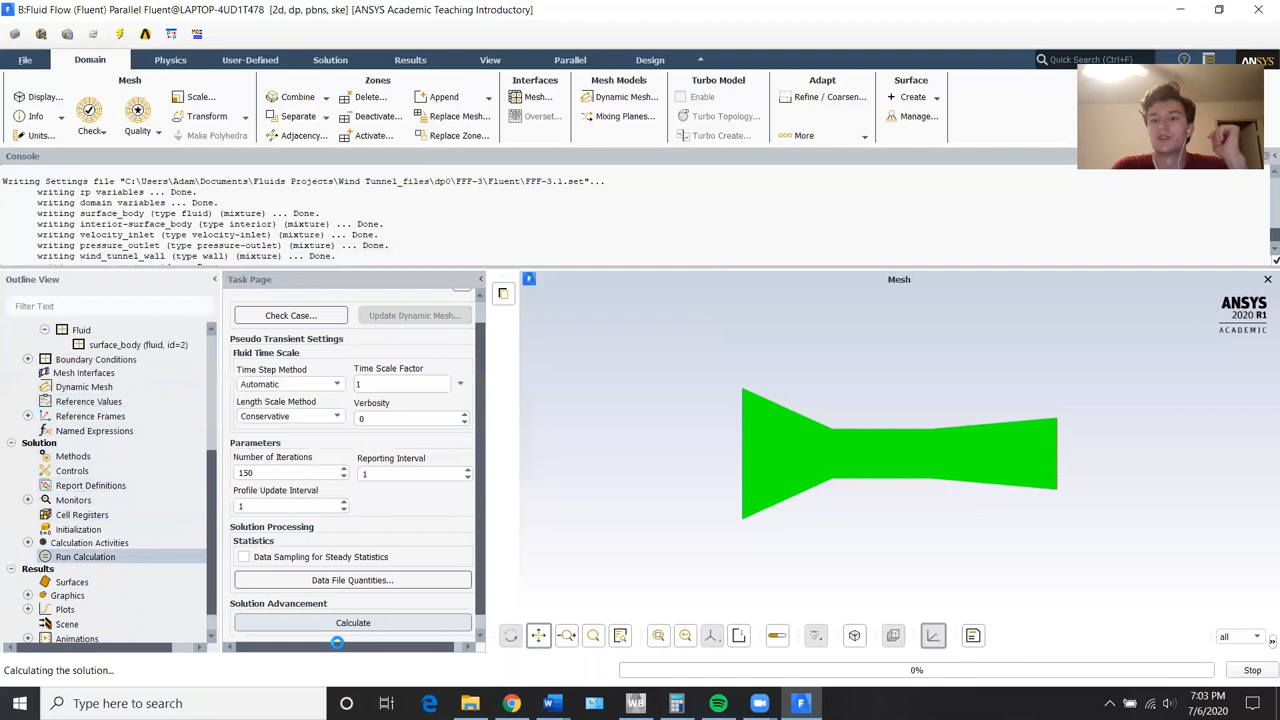 B:Fluid Flow (Fluent) Parallel Fluent@LAPTOP-4UD1T478 [2d, dp, pbns, ske] [ANSYS Academic Teaching Introductory]
File Domain Physics User-Defined Solution Results View Parallel Design Quick Search (Ctrl+F) ANSYS
Mesh Zones Interfaces Mesh Models Turbo Model Adapt Surface
Display... Scale... Combine Delete... Append Mesh... Dynamic Mesh... Enable Refine / Coarsen... Create
Info Check Quality Transform Separate Deactivate... Replace Mesh... Overset... Mixing Planes... Turbo Topology... Manage...
Units... Make Polyhedra Adjacency... Activate... Replace Zone... Turbo Create... More
Console
Writing Settings file "C:\Users\Adam\Documents\Fluids Projects\Wind Tunnel_files\dp0\FFF-3\Fluent\FFF-3.1.set"...
writing rp variables ... Done.
writing domain variables ... Done.
writing surface_body (type fluid) (mixture) ... Done.
writing interior-surface_body (type interior) (mixture) ... Done.
writing velocity_inlet (type velocity-inlet) (mixture) ... Done.
writing pressure_outlet (type pressure-outlet) (mixture) ... Done.
writing wind_tunnel_wall (type wall) (mixture) ... Done.
Outline View
Filter Text
Fluid
surface_body (fluid, id=2)
Boundary Conditions
Mesh Interfaces
Dynamic Mesh
Reference Values
Reference Frames
Named Expressions
Solution
Methods
Controls
Report Definitions
Monitors
Cell Registers
Initialization
Calculation Activities
Run Calculation
Results
Surfaces
Graphics
Plots
Scene
Animations
Task Page
Check Case... Update Dynamic Mesh...
Pseudo Transient Settings
Fluid Time Scale
Time Step Method Time Scale Factor
Automatic 1
Length Scale Method Verbosity
Conservative 0
Parameters
Number of Iterations Reporting Interval
150 1
Profile Update Interval
1
Solution Processing
Statistics
Data Sampling for Steady Statistics
Data File Quantities...
Solution Advancement
Calculate
Mesh
ANSYS
2020 R1
ACADEMIC
all
Calculating the solution... 0% Stop
Type here to search
7:03 PM
7/6/2020